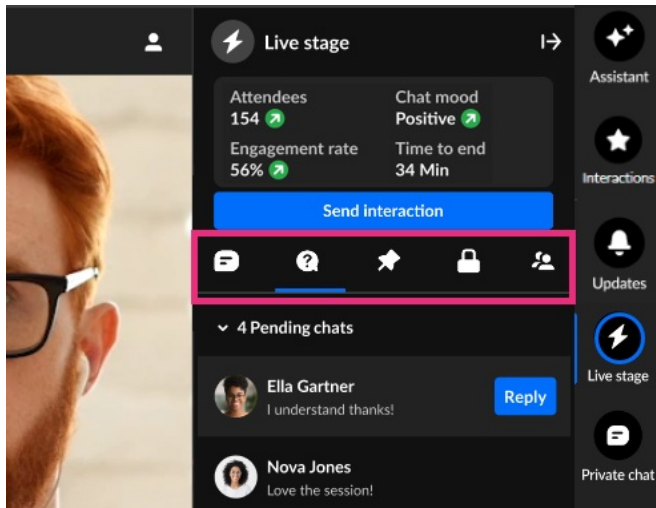 Live stage
Attendees
154
Chat mood
Positive
Engagement rate
56%
Time to end
34 Min
Send interaction
4 Pending chats
Ella Gartner
I understand thanks!
Reply
Nova Jones
Love the session!
Assistant
Interactions
Updates
Live stage
Private chat